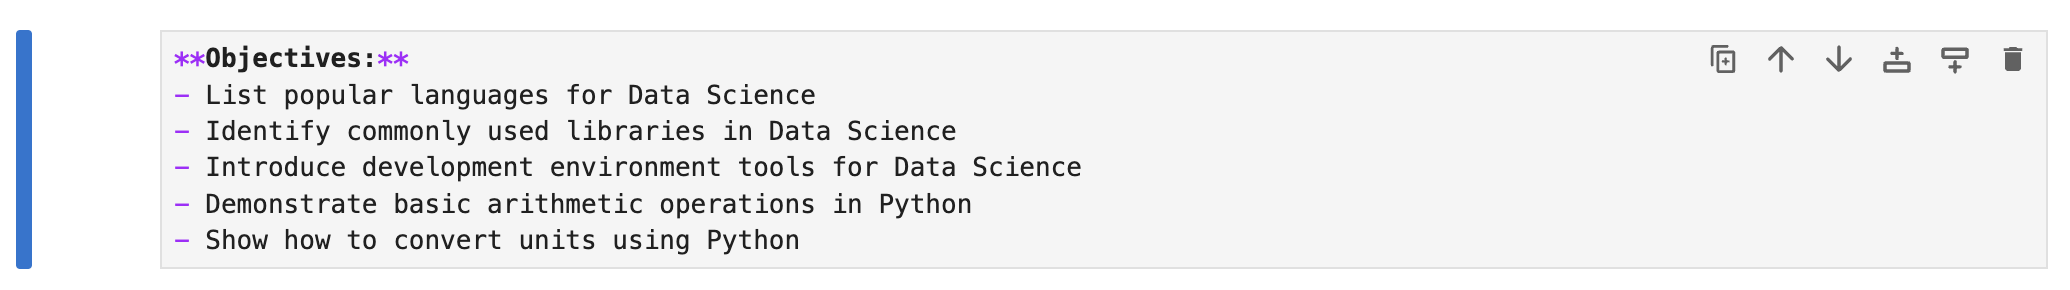 **Objectives:**
- List popular languages for Data Science
- Identify commonly used libraries in Data Science
- Introduce development environment tools for Data Science
- Demonstrate basic arithmetic operations in Python
- Show how to convert units using Python